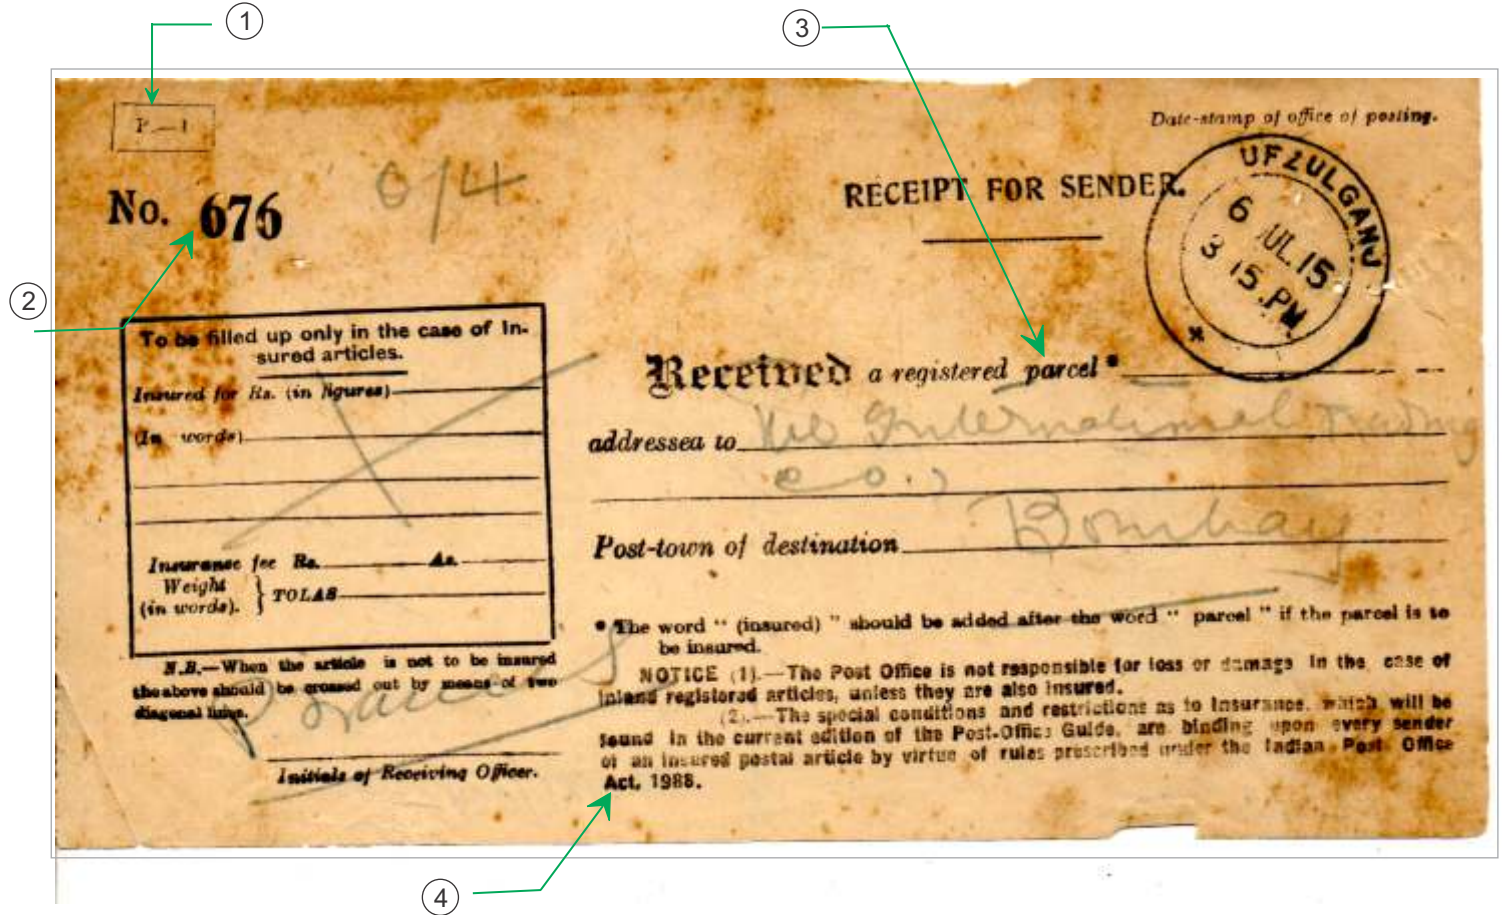 1
3
P.—1
Date-stamp of office of posting.
No. 676
6/4
RECEIPT FOR SENDER.
UFZULGANJ
6 JUL.15
3 15.PM
2
To be filled up only in the case of In-
sured articles.
Insured for Rs. (in figures)
(In words)
Insurance fee Rs. As.
Weight
(in words). } TOLAS
N.B.—When the article is not to be insured
the above should be crossed out by means of two
diagonal lines.
Initials of Receiving Officer.
Received a registered parcel *
addressed to International Trading
Co.,
Post-town of destination Bombay
* The word " (insured) " should be added after the word " parcel " if the parcel is to
be insured.
NOTICE (1).—The Post Office is not responsible for loss or damage in the case of
inland registered articles, unless they are also insured.
(2).—The special conditions and restrictions as to insurance, which will be
found in the current edition of the Post-Office Guide, are binding upon every sender
of an insured postal article by virtue of rules prescribed under the Indian Post Office
Act, 1988.
4